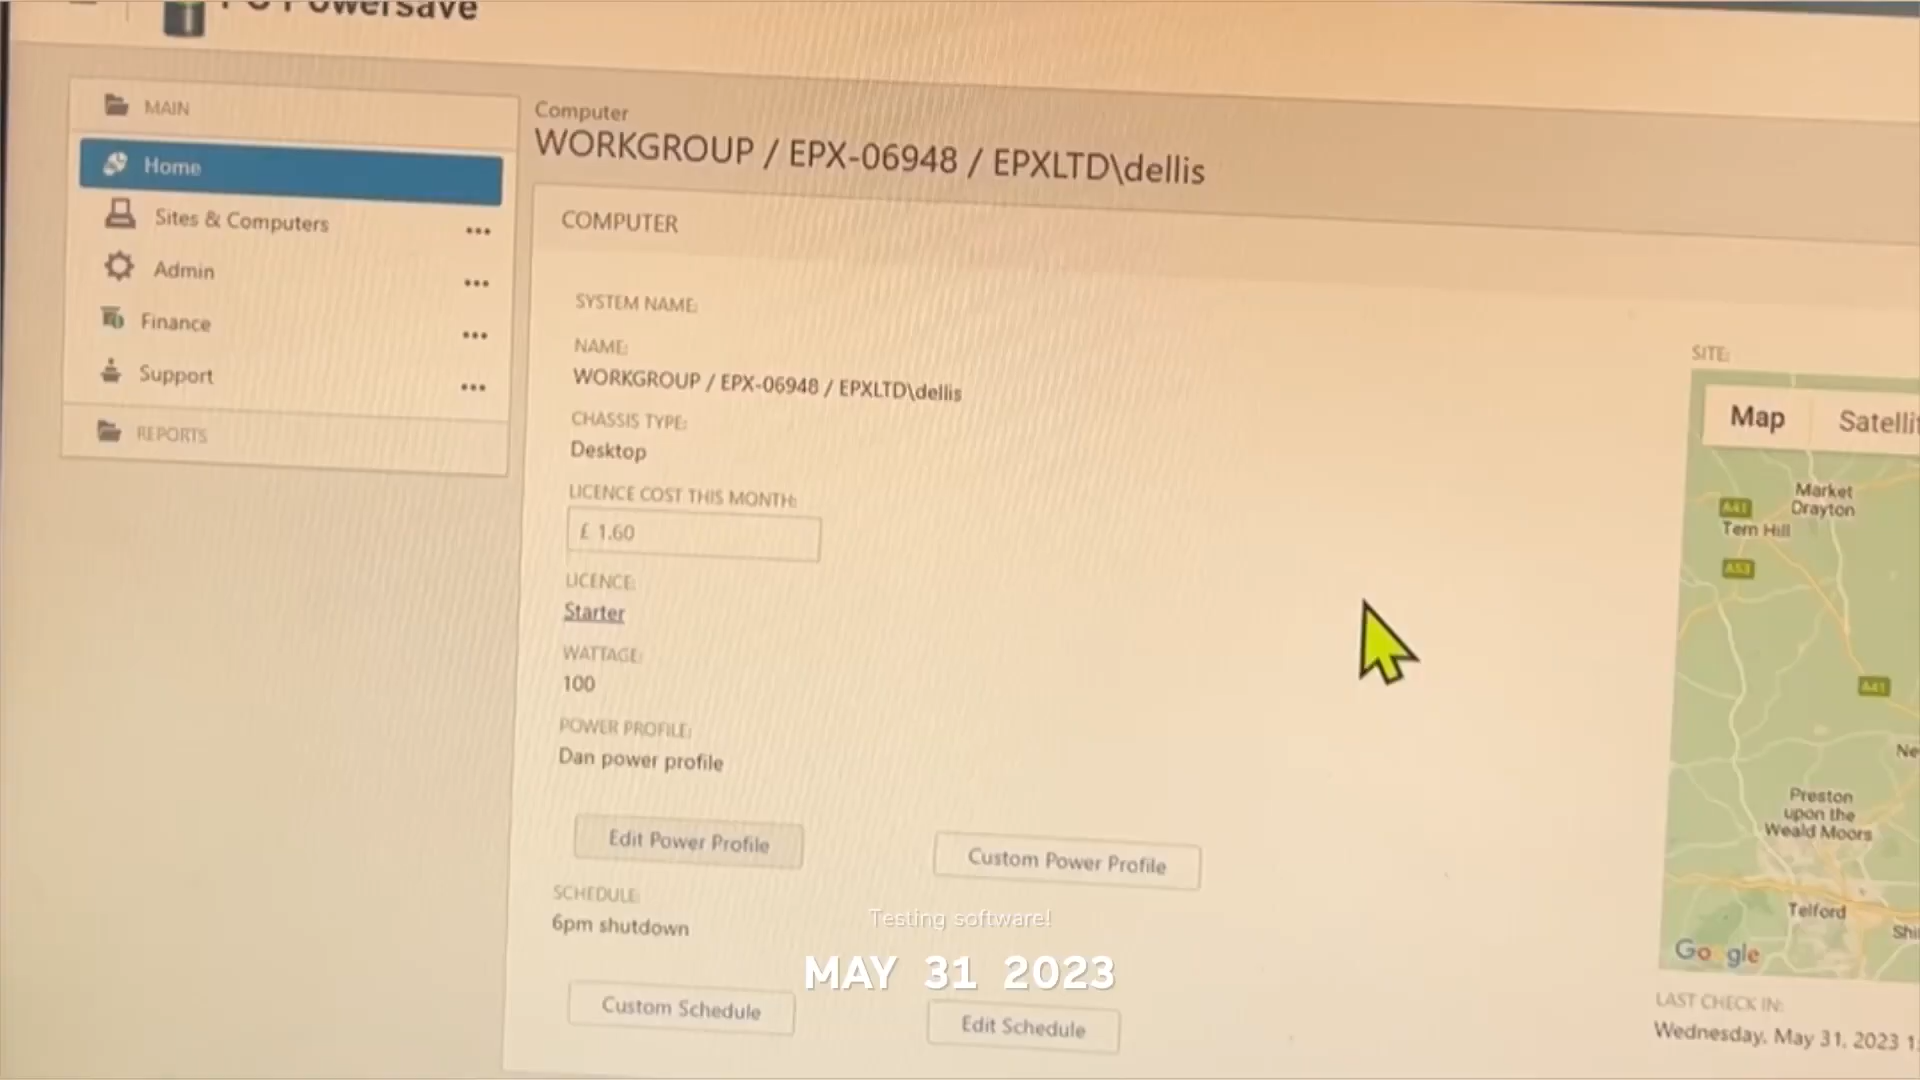 Powersave
MAIN
Home
Sites & Computers
Admin
Finance
Support
REPORTS
Computer
WORKGROUP / EPX-06948 / EPXLTD\dellis
COMPUTER
SYSTEM NAME:
NAME:
WORKGROUP / EPX-06948 / EPXLTD\dellis
CHASSIS TYPE:
Desktop
LICENCE COST THIS MONTH:
£ 1.60
LICENCE:
Starter
WATTAGE:
100
POWER PROFILE:
Dan power profile
Edit Power Profile
Custom Power Profile
SCHEDULE:
6pm shutdown
Custom Schedule
Edit Schedule
SITE:
Map
Market
Drayton
A41
Tern Hill
A53
A41
Preston
upon the
Weald Moors
Telford
Google
LAST CHECK IN:
Wednesday, May 31, 2023
Testing software!
MAY 31 2023